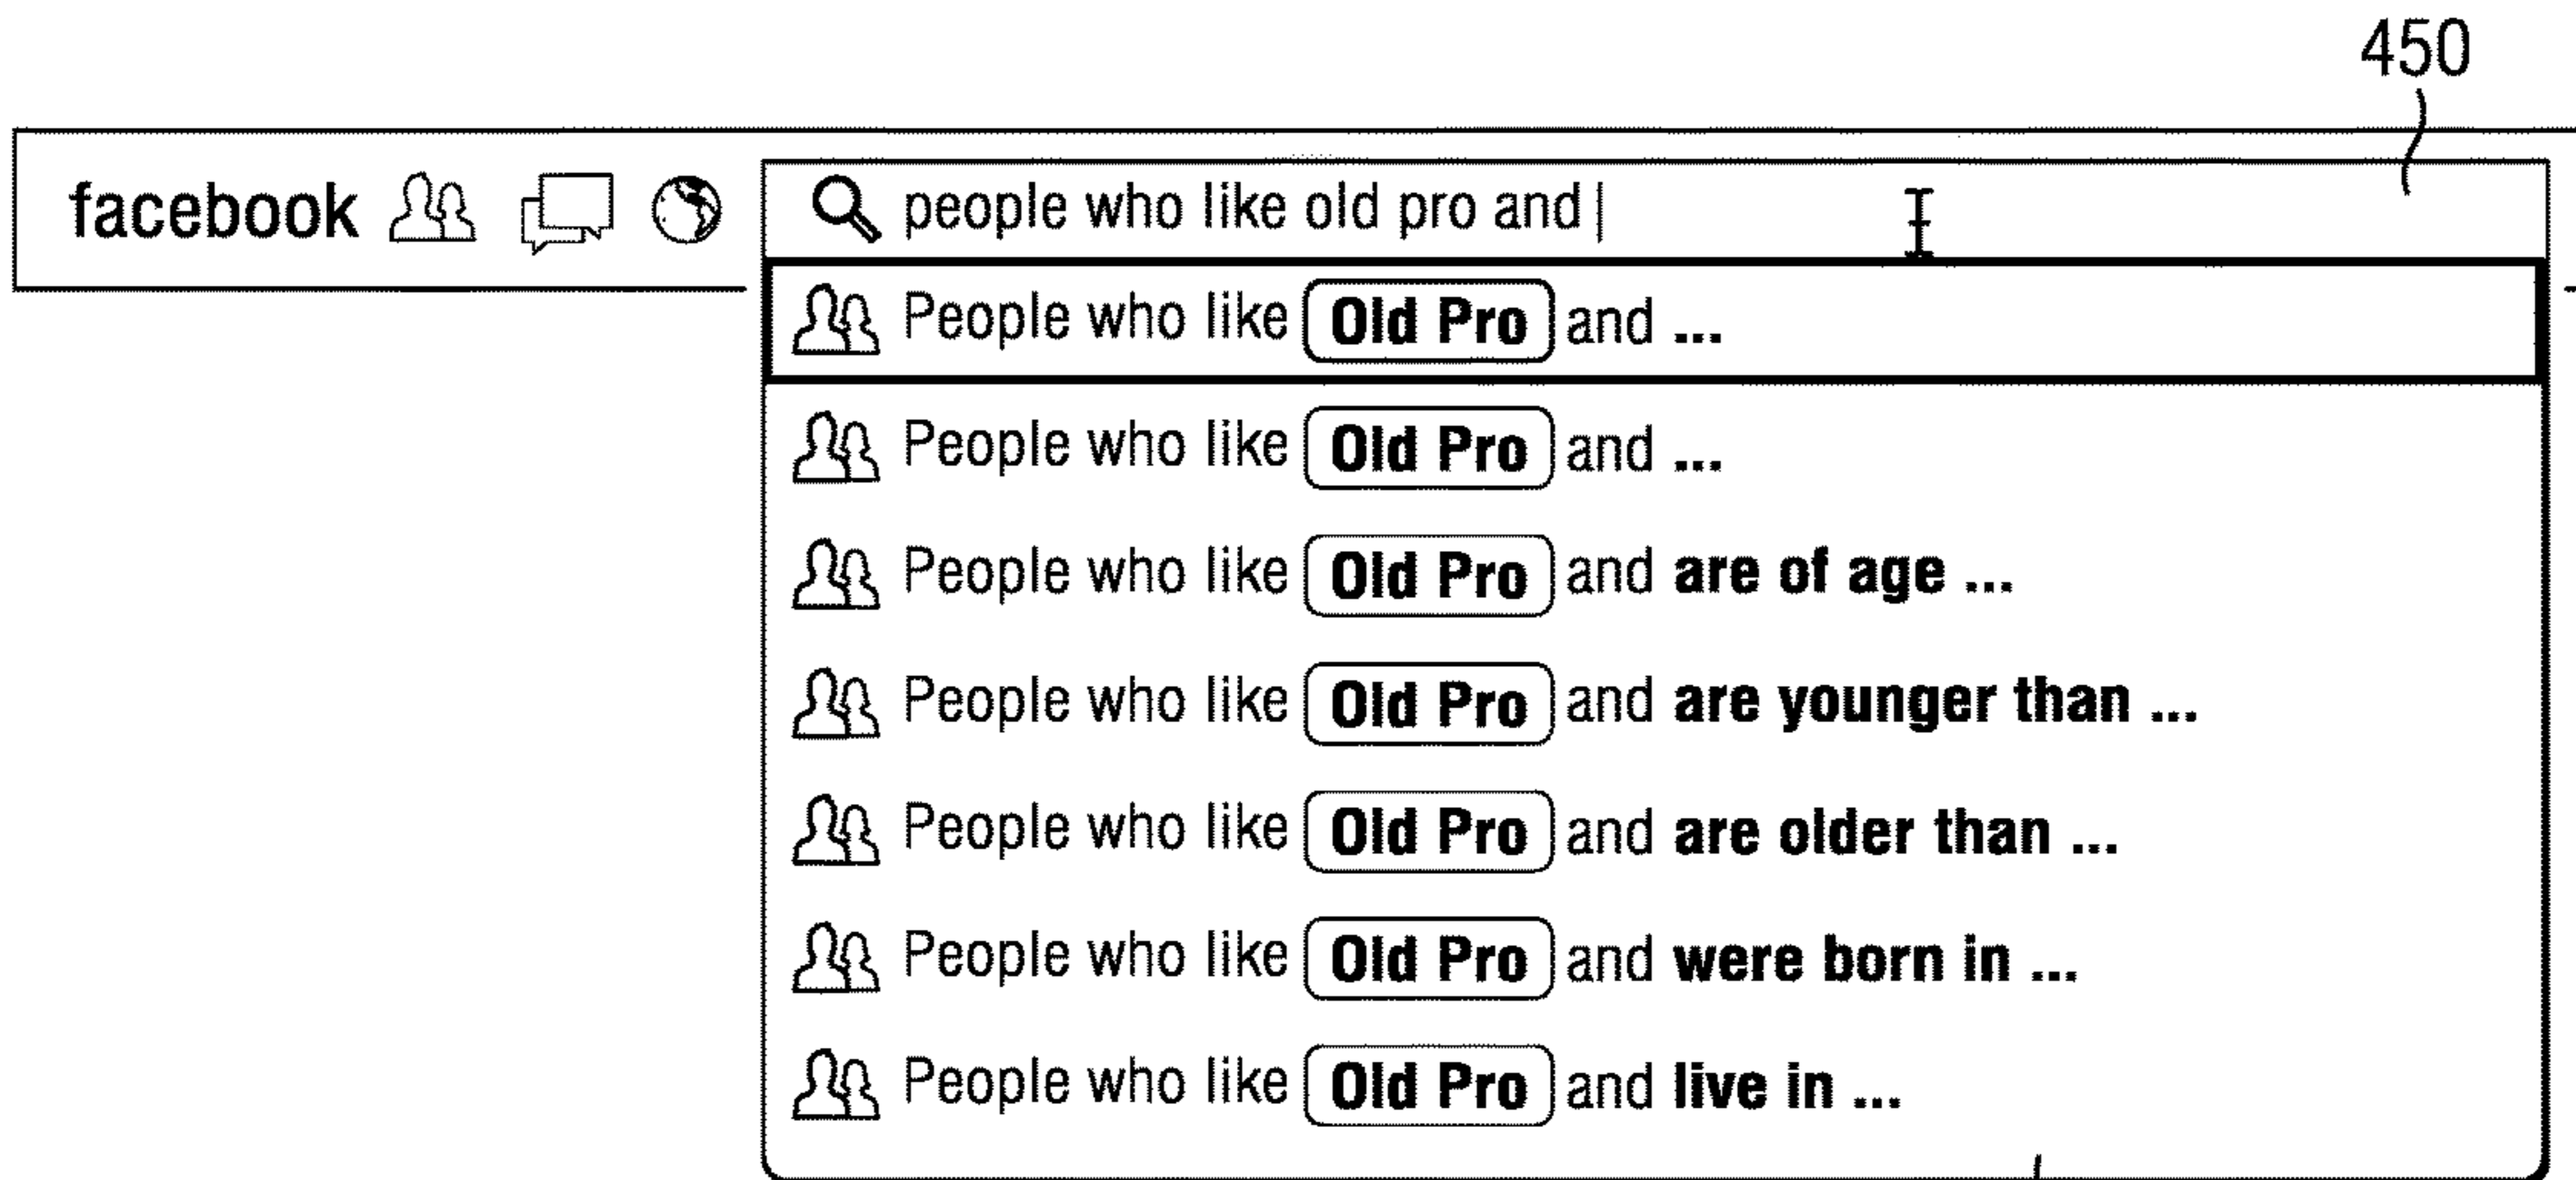 450
facebook people who like old pro and
People who like Old Pro and ...
People who like Old Pro and ...
People who like Old Pro and are of age ...
People who like Old Pro and are younger than ...
People who like Old Pro and are older than ...
People who like Old Pro and were born in ...
People who like Old Pro and live in ...